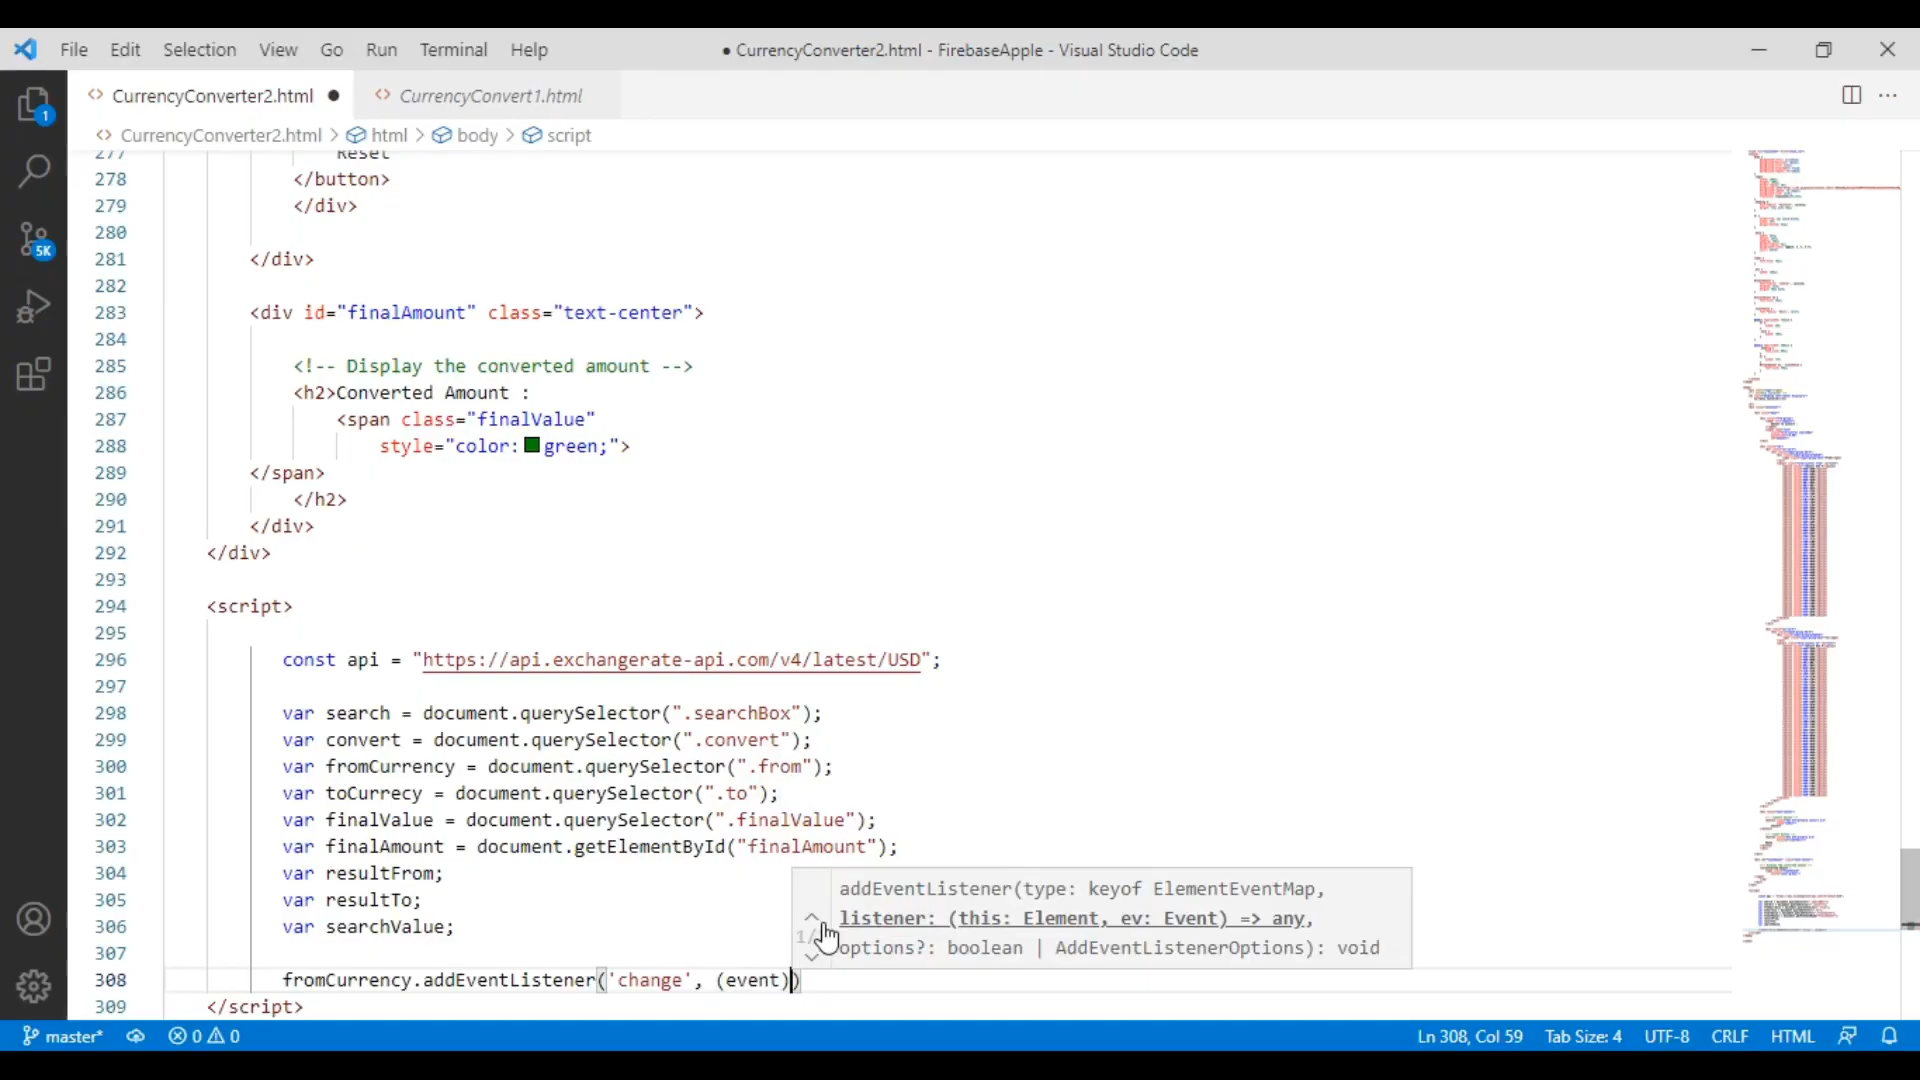 File Edit Selection View Go Run Terminal Help ● CurrencyConverter2.html - FirebaseApple - Visual Studio Code
<> CurrencyConverter2.html ● <> CurrencyConvert1.html
<> CurrencyConverter2.html > html > body > script
1
5K
277 Reset
278 </button>
279 </div>
280
281 </div>
282
283 <div id="finalAmount" class="text-center">
284
285 <!-- Display the converted amount -->
286 <h2>Converted Amount :
287 <span class="finalValue"
288 style="color:green;">
289 </span>
290 </h2>
291 </div>
292 </div>
293
294 <script>
295
296 const api = "https://api.exchangerate-api.com/v4/latest/USD";
297
298 var search = document.querySelector(".searchBox");
299 var convert = document.querySelector(".convert");
300 var fromCurrency = document.querySelector(".from");
301 var toCurrecy = document.querySelector(".to");
302 var finalValue = document.querySelector(".finalValue");
303 var finalAmount = document.getElementById("finalAmount");
304 var resultFrom;
305 var resultTo;
306 var searchValue;
307
addEventListener(type: keyof ElementEventMap,
listener: (this: Element, ev: Event) => any,
options?: boolean | AddEventListenerOptions): void
308 fromCurrency.addEventListener('change', (event))
309 </script>
master* 0 0 Ln 308, Col 59 Tab Size: 4 UTF-8 CRLF HTML